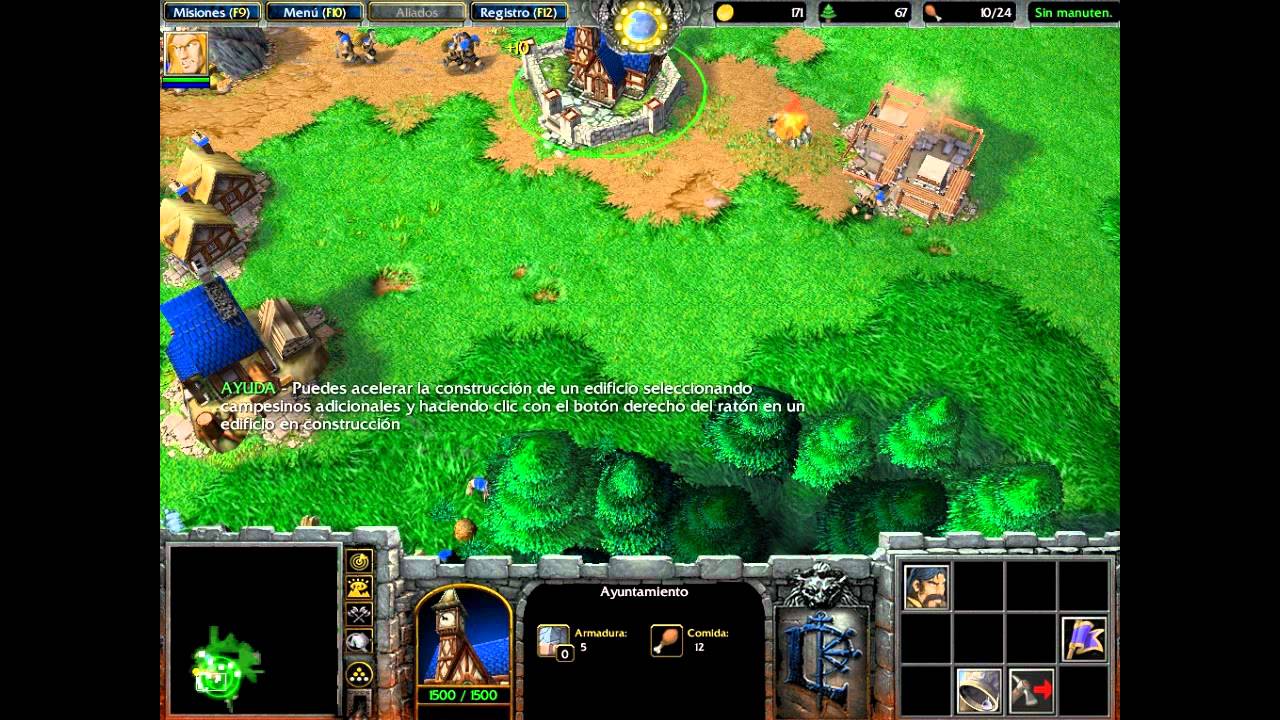 Misiones (F9) Menú (F10) Aliados Registro (F12) 171 67 10/24 Sin manuten.
+10
AYUDA - Puedes acelerar la construcción de un edificio seleccionando
campesinos adicionales y haciendo clic con el botón derecho del ratón en un
edificio en construcción
Ayuntamiento
Armadura: Comida:
5 12
0
1500 / 1500